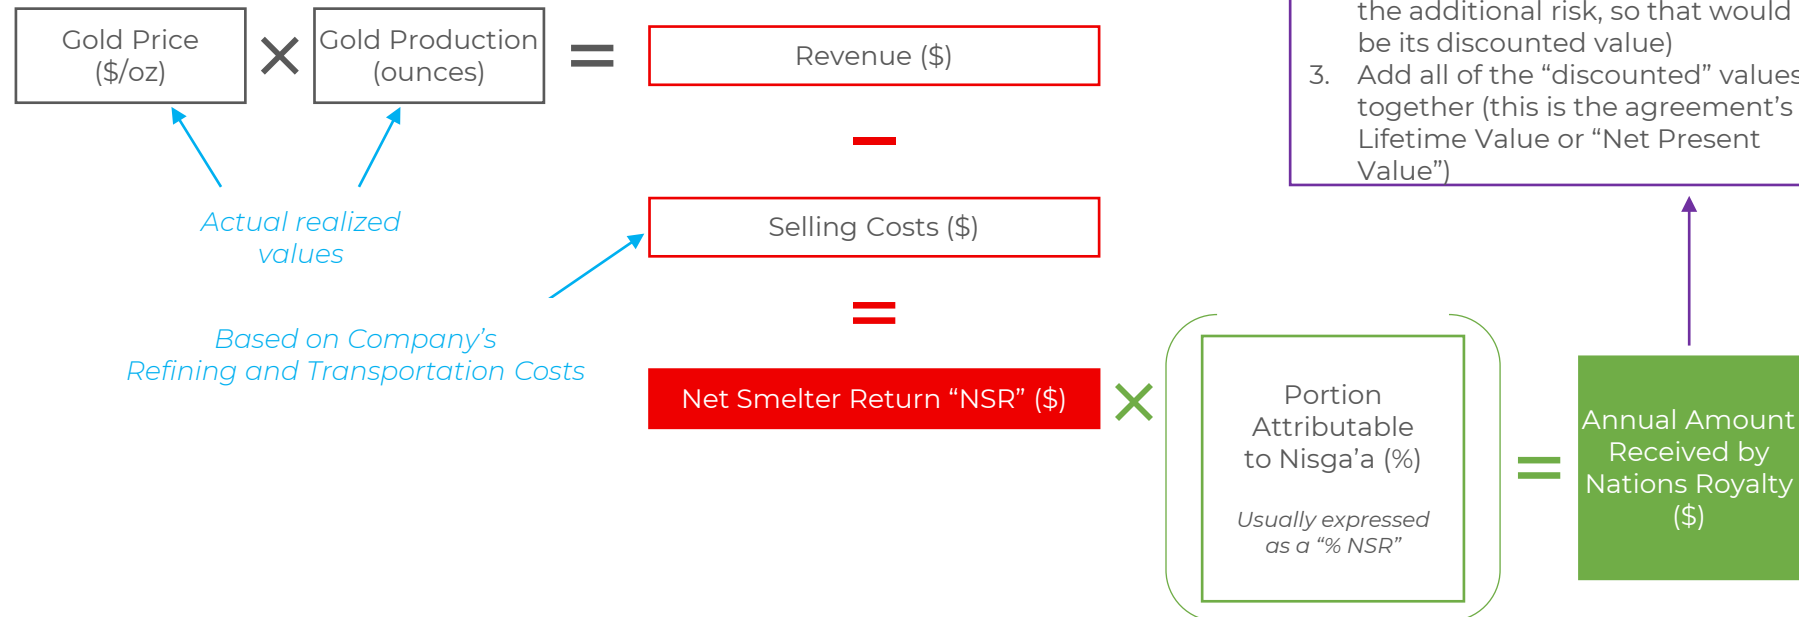 Gold Price
($/oz)
×
Gold Production
(ounces)
=
Revenue ($)
the additional risk, so that would
be its discounted value)
3. Add all of the “discounted” values
together (this is the agreement’s
Lifetime Value or “Net Present
Value”)
–
Actual realized
values
Selling Costs ($)
Based on Company’s
Refining and Transportation Costs
=
Net Smelter Return “NSR” ($)
×
Portion
Attributable
to Nisga’a (%)
Usually expressed
as a “% NSR”
=
Annual Amount
Received by
Nations Royalty
($)